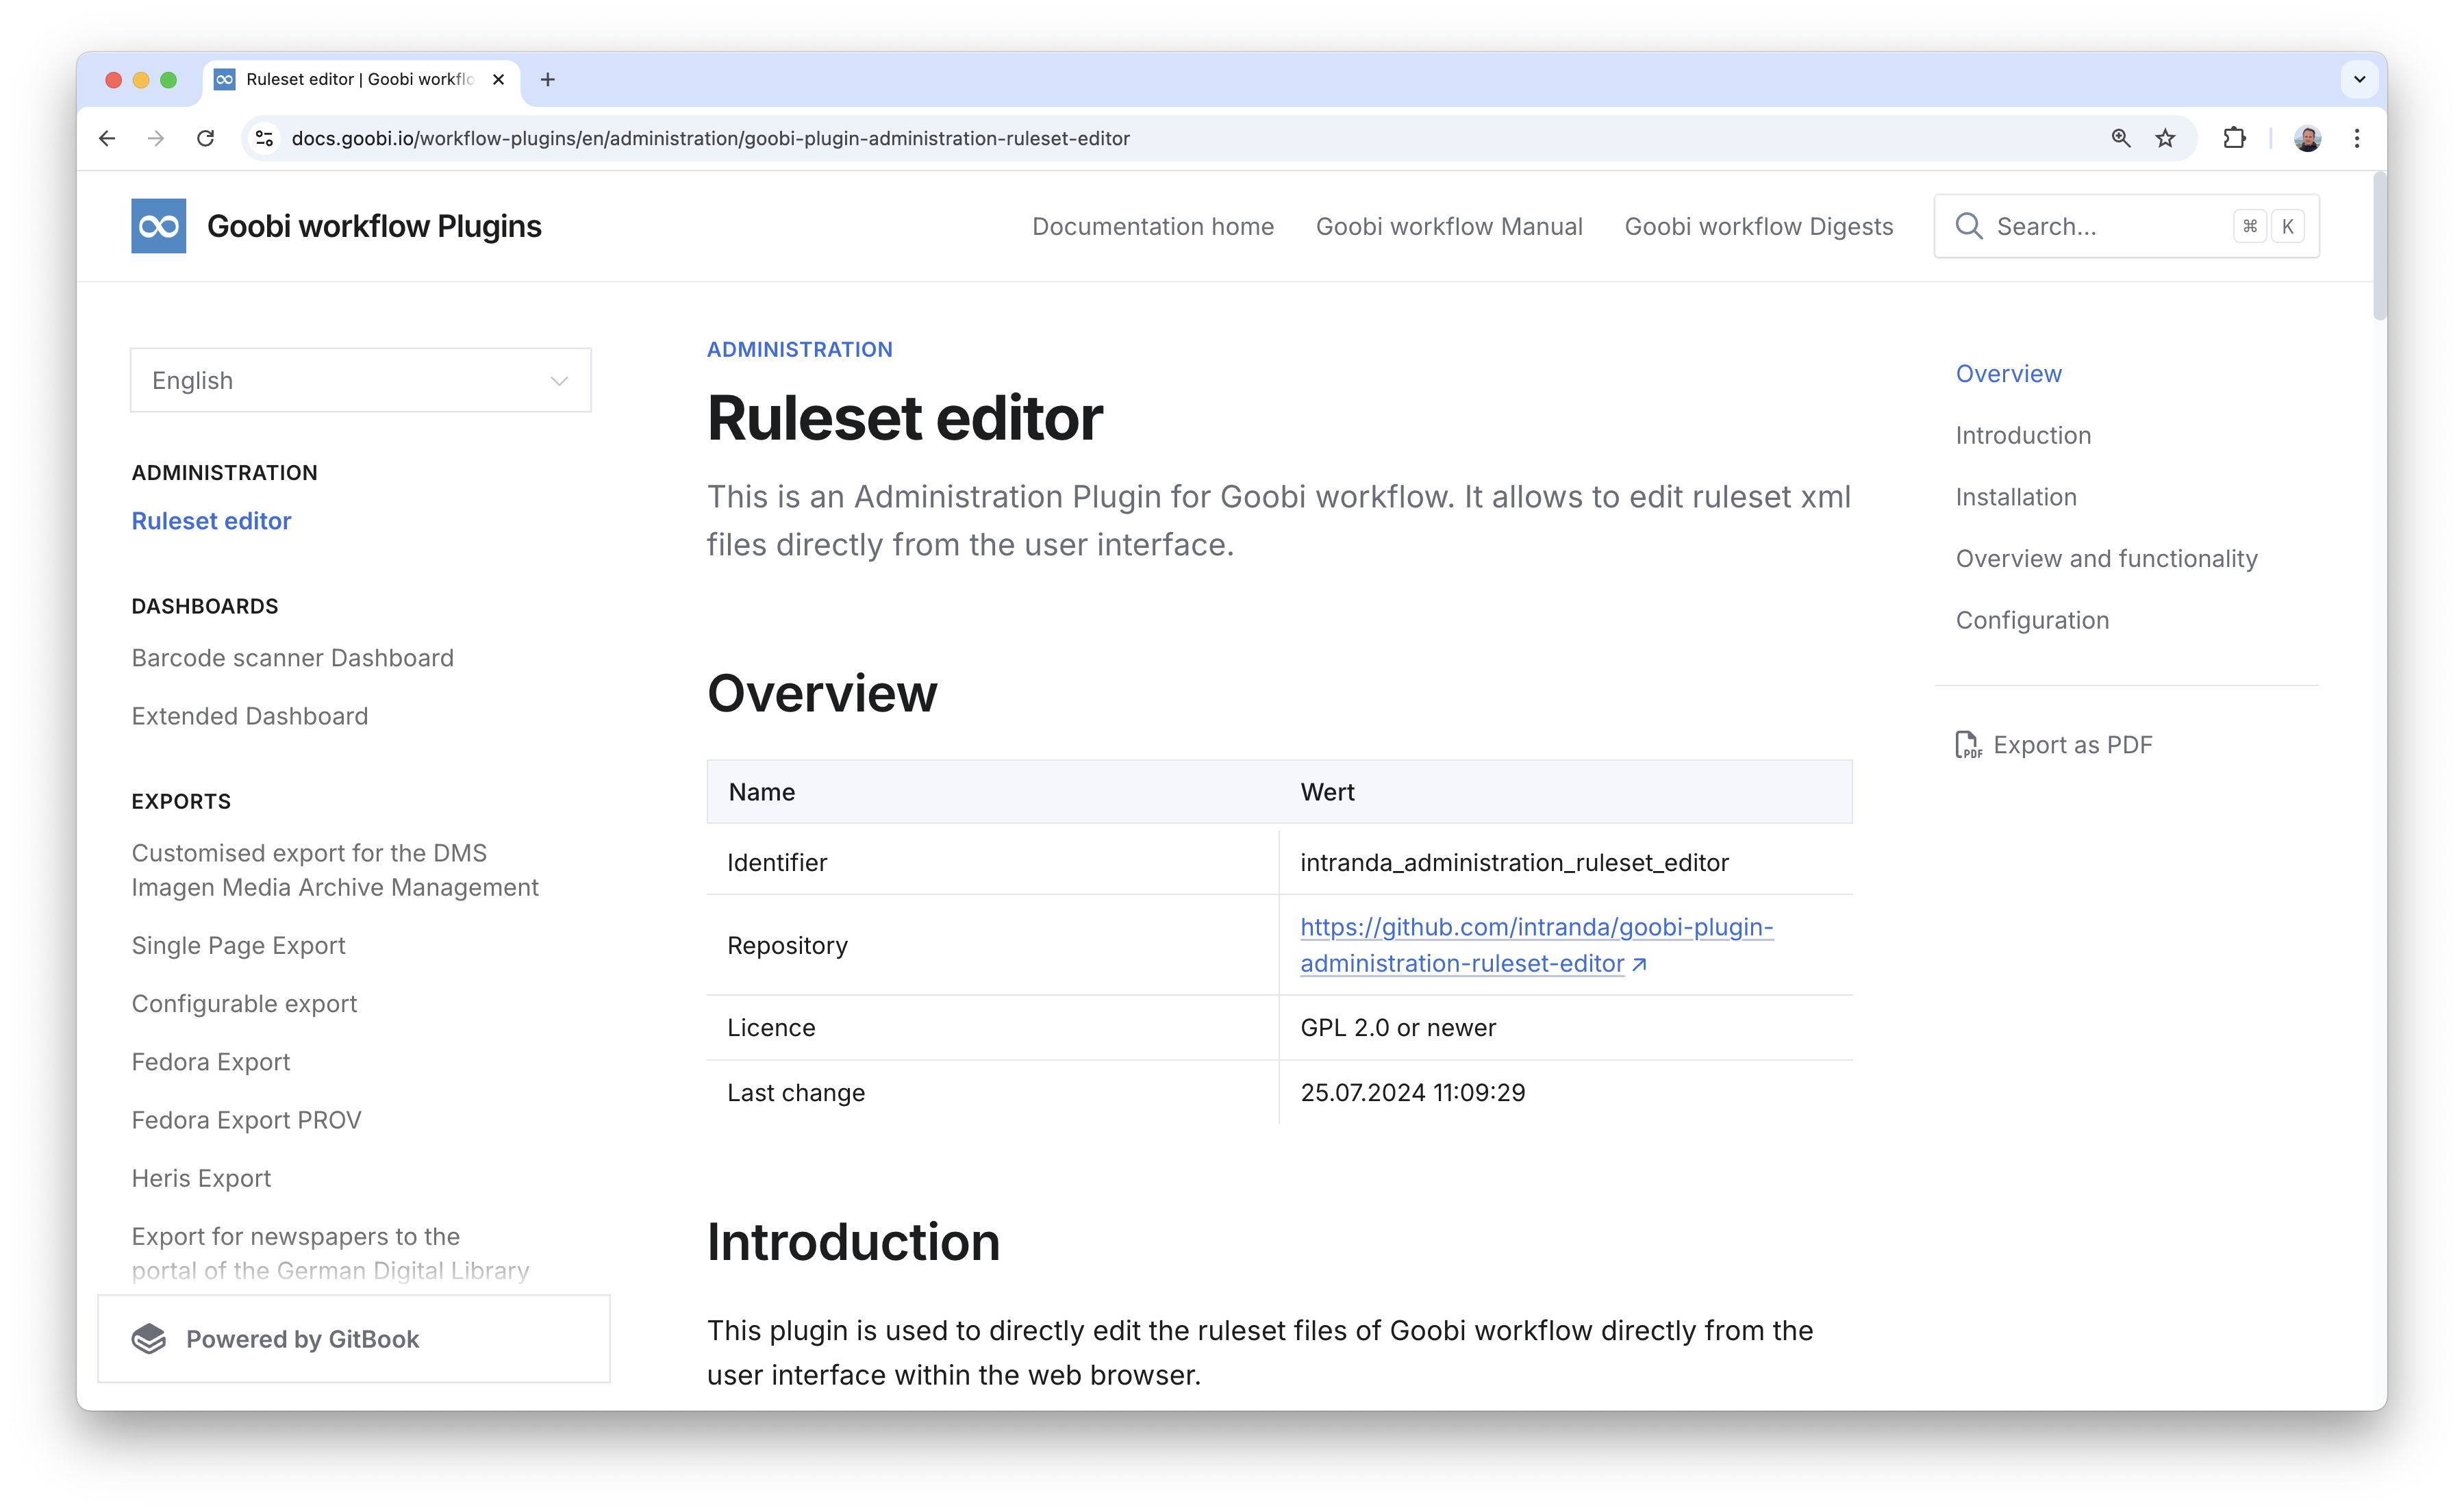 Ruleset editor | Goobi workflo
docs.goobi.io/workflow-plugins/en/administration/goobi-plugin-administration-ruleset-editor
Goobi workflow Plugins
Documentation home
Goobi workflow Manual
Goobi workflow Digests
Search...
⌘ K
English
ADMINISTRATION
Ruleset editor
DASHBOARDS
Barcode scanner Dashboard
Extended Dashboard
EXPORTS
Customised export for the DMS
Imagen Media Archive Management
Single Page Export
Configurable export
Fedora Export
Fedora Export PROV
Heris Export
Export for newspapers to the
portal of the German Digital Library
Powered by GitBook
ADMINISTRATION
Ruleset editor
This is an Administration Plugin for Goobi workflow. It allows to edit ruleset xml
files directly from the user interface.
Overview
Name Wert
Identifier intranda_administration_ruleset_editor
Repository https://github.com/intranda/goobi-plugin-
administration-ruleset-editor
Licence GPL 2.0 or newer
Last change 25.07.2024 11:09:29
Introduction
This plugin is used to directly edit the ruleset files of Goobi workflow directly from the
user interface within the web browser.
Overview
Introduction
Installation
Overview and functionality
Configuration
PDF Export as PDF